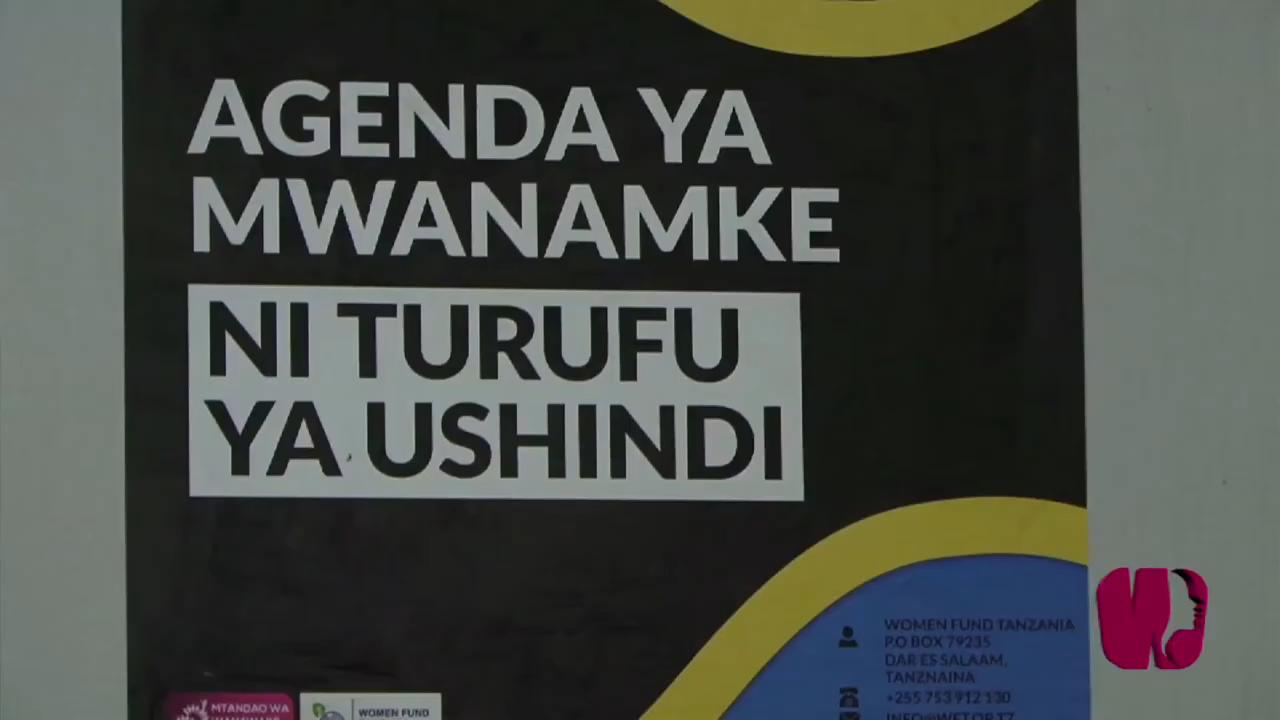 AGENDA YA
MWANAMKE
NI TURUFU
YA USHINDI
WOMEN FUND TANZANIA
P.O BOX 79235
DAR ES SALAAM,
TANZNAINA
+255 753 912 130
MTANDAO WA
WOMEN FUND